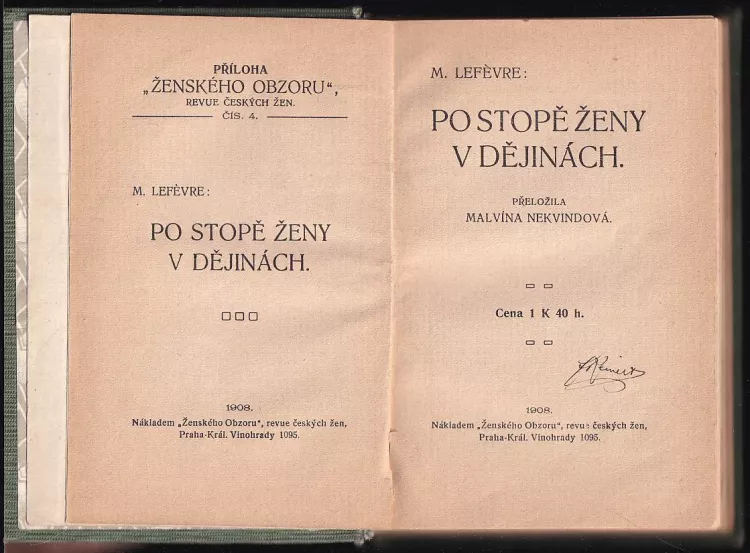 PŘÍLOHA
„ŽENSKÉHO OBZORU“,
REVUE ČESKÝCH ŽEN.
ČÍS. 4.
M. LEFÈVRE:
PO STOPĚ ŽENY
V DĚJINÁCH.
1908.
Nákladem „Ženského Obzoru“, revue českých žen,
Praha-Král. Vinohrady 1095.
M. LEFÈVRE:
PO STOPĚ ŽENY
V DĚJINÁCH.
PŘELOŽILA
MALVÍNA NEKVINDOVÁ.
Cena 1 K 40 h.
1908.
Nákladem „Ženského Obzoru“, revue českých žen,
Praha-Král. Vinohrady 1095.